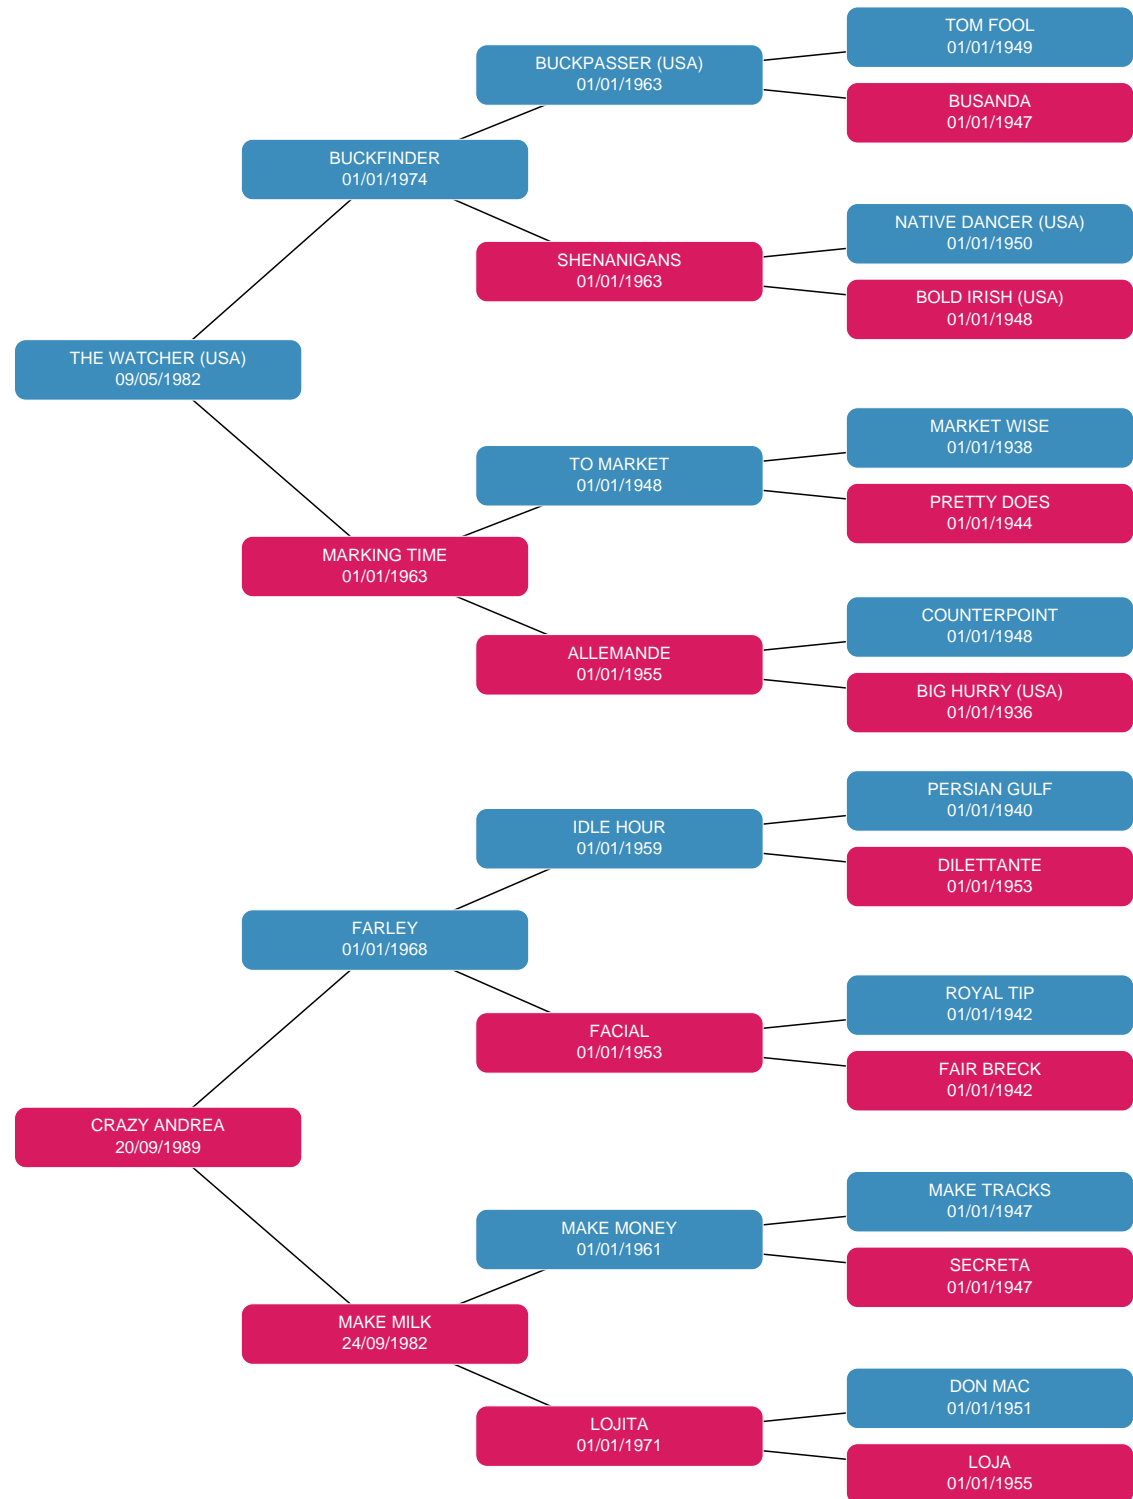 TOM FOOL
01/01/1949
BUCKPASSER (USA)
01/01/1963
BUSANDA
01/01/1947
BUCKFINDER
01/01/1974
NATIVE DANCER (USA)
01/01/1950
SHENANIGANS
01/01/1963
BOLD IRISH (USA)
01/01/1948
THE WATCHER (USA)
09/05/1982
MARKET WISE
01/01/1938
TO MARKET
01/01/1948
PRETTY DOES
01/01/1944
MARKING TIME
01/01/1963
COUNTERPOINT
01/01/1948
ALLEMANDE
01/01/1955
BIG HURRY (USA)
01/01/1936
PERSIAN GULF
01/01/1940
IDLE HOUR
01/01/1959
DILETTANTE
01/01/1953
FARLEY
01/01/1968
ROYAL TIP
01/01/1942
FACIAL
01/01/1953
FAIR BRECK
01/01/1942
CRAZY ANDREA
20/09/1989
MAKE TRACKS
01/01/1947
MAKE MONEY
01/01/1961
SECRETA
01/01/1947
MAKE MILK
24/09/1982
DON MAC
01/01/1951
LOJITA
01/01/1971
LOJA
01/01/1955